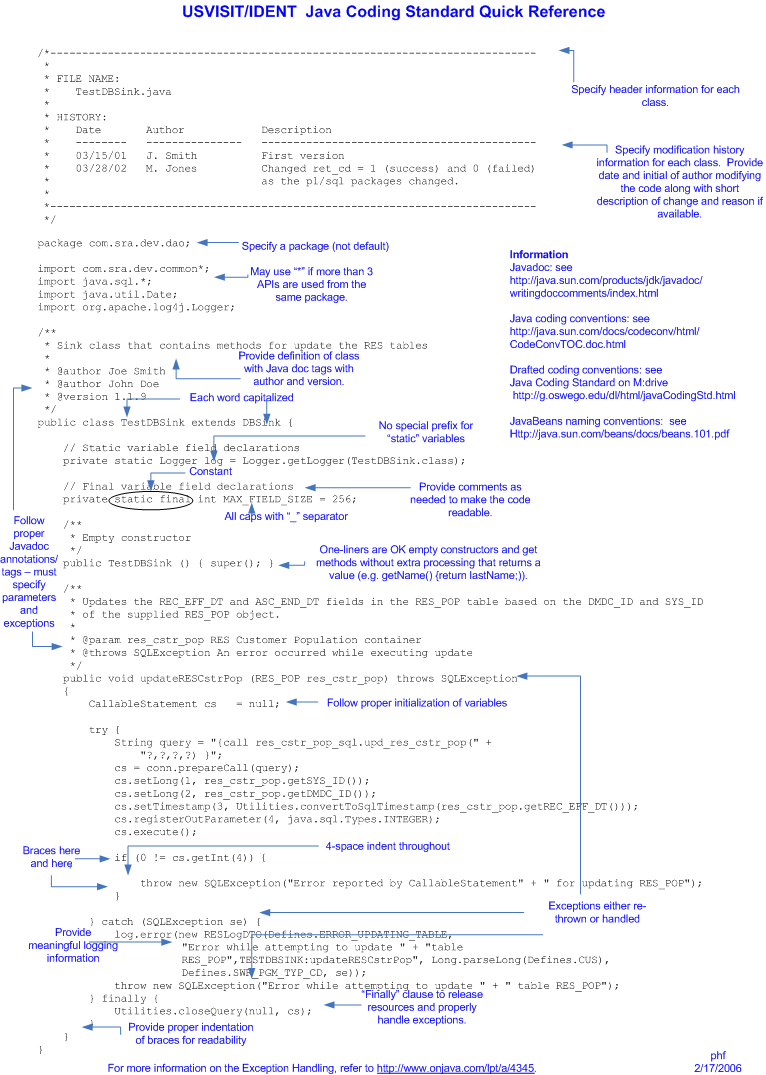 USVISIT/IDENT  Java Coding Standard Quick Reference
/*---------------------------------------------------------------------------
 *
 * FILE NAME:
 *    TestDBSink.java
 *
 * HISTORY:
 *    Date       Author            Description
 *    --------   ---------------   -------------------------------------------
 *    03/15/01   J. Smith          First version
 *    03/28/02   M. Jones          Changed ret_cd = 1 (success) and 0 (failed)
 *                                 as the pl/sql packages changed.
 *
 *---------------------------------------------------------------------------
 */
Specify header information for each
class.
Specify modification history
information for each class.  Provide
date and initial of author modifying
the code along with short
description of change and reason if
available.
package com.sra.dev.dao;
Specify a package (not default)
import com.sra.dev.common*;
import java.sql.*;
import java.util.Date;
import org.apache.log4j.Logger;
May use "*" if more than 3
APIs are used from the
same package.
Information
Javadoc: see
http://java.sun.com/products/jdk/javadoc/
writingdoccomments/index.html
Java coding conventions: see
http://java.sun.com/docs/codeconv/html/
CodeConvTOC.doc.html
Drafted coding conventions: see
Java Coding Standard on M:drive
http://g.oswego.edu/dl/html/javaCodingStd.html
JavaBeans naming conventions:  see
Http://java.sun.com/beans/docs/beans.101.pdf
/**
 * Sink class that contains methods for update the RES tables
 *
 * @author Joe Smith
 * @author John Doe
 * @version 1.1.9
 */
Provide definition of class
with Java doc tags with
author and version.
Each word capitalized
public class TestDBSink extends DBSink {
No special prefix for
"static" variables
    // Static variable field declarations
    private static Logger log = Logger.getLogger(TestDBSink.class);
Constant
    // Final variable field declarations
    private static final int MAX_FIELD_SIZE = 256;
Provide comments as
needed to make the code
readable.
All caps with "_" separator
Follow
proper
Javadoc
annotations/
tags – must
specify
parameters
and
exceptions
    /**
     * Empty constructor
     */
    public TestDBSink () { super(); }
One-liners are OK empty constructors and get
methods without extra processing that returns a
value (e.g. getName() {return lastName;)).
    /**
     * Updates the REC_EFF_DT and ASC_END_DT fields in the RES_POP table based on the DMDC_ID and SYS_ID
     * of the supplied RES_POP object.
     *
     * @param res_cstr_pop RES Customer Population container
     * @throws SQLException An error occurred while executing update
     */
    public void updateRESCstrPop (RES_POP res_cstr_pop) throws SQLException
    {
        CallableStatement cs   = null;
Follow proper initialization of variables
        try {
            String query = "{call res_cstr_pop_sql.upd_res_cstr_pop(" +
                "?,?,?,?) }";
            cs = conn.prepareCall(query);
            cs.setLong(1, res_cstr_pop.getSYS_ID());
            cs.setLong(2, res_cstr_pop.getDMDC_ID());
            cs.setTimestamp(3, Utilities.convertToSqlTimestamp(res_cstr_pop.getREC_EFF_DT()));
            cs.registerOutParameter(4, java.sql.Types.INTEGER);
            cs.execute();
4-space indent throughout
Braces here
and here
            if (0 != cs.getInt(4)) {
                throw new SQLException("Error reported by CallableStatement" + " for updating RES_POP");
            }
Exceptions either re-
thrown or handled
        } catch (SQLException se) {
            log.error(new RESLogDTO(Defines.ERROR_UPDATING_TABLE,
                      "Error while attempting to update " + "table
                      RES_POP",TESTDBSINK:updateRESCstrPop", Long.parseLong(Defines.CUS),
                      Defines.SWR_PGM_TYP_CD, se));
Provide
meaningful logging
information
            throw new SQLException("Error while attempting to update " + " table RES_POP");
        } finally {
            Utilities.closeQuery(null, cs);
        }
"Finally" clause to release
resources and properly
handle exceptions.
Provide proper indentation
of braces for readability
    }
}
phf
For more information on the Exception Handling, refer to http://www.onjava.com/lpt/a/4345.
2/17/2006